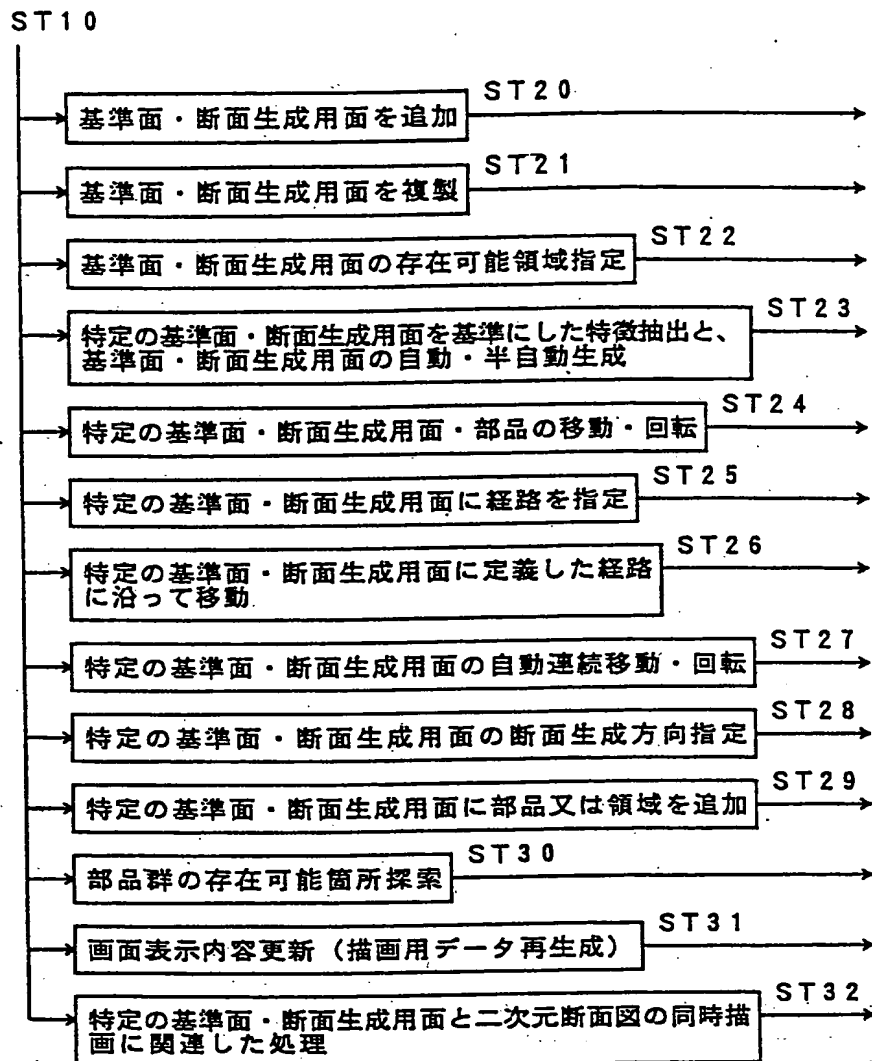 ST10
ST20
基準面・断面生成用面を追加
ST21
基準面・断面生成用面を複製
ST22
基準面・断面生成用面の存在可能領域指定
ST23
特定の基準面・断面生成用面を基準にした特徴抽出と、
基準面・断面生成用面の自動・半自動生成
ST24
特定の基準面・断面生成用面・部品の移動・回転
ST25
特定の基準面・断面生成用面に経路を指定
ST26
特定の基準面・断面生成用面に定義した経路
に沿って移動
ST27
特定の基準面・断面生成用面の自動連続移動・回転
ST28
特定の基準面・断面生成用面の断面生成方向指定
ST29
特定の基準面・断面生成用面に部品又は領域を追加
ST30
部品群の存在可能箇所探索
ST31
画面表示内容更新（描画用データ再生成）
ST32
特定の基準面・断面生成用面と二次元断面図の同時描
画に関連した処理